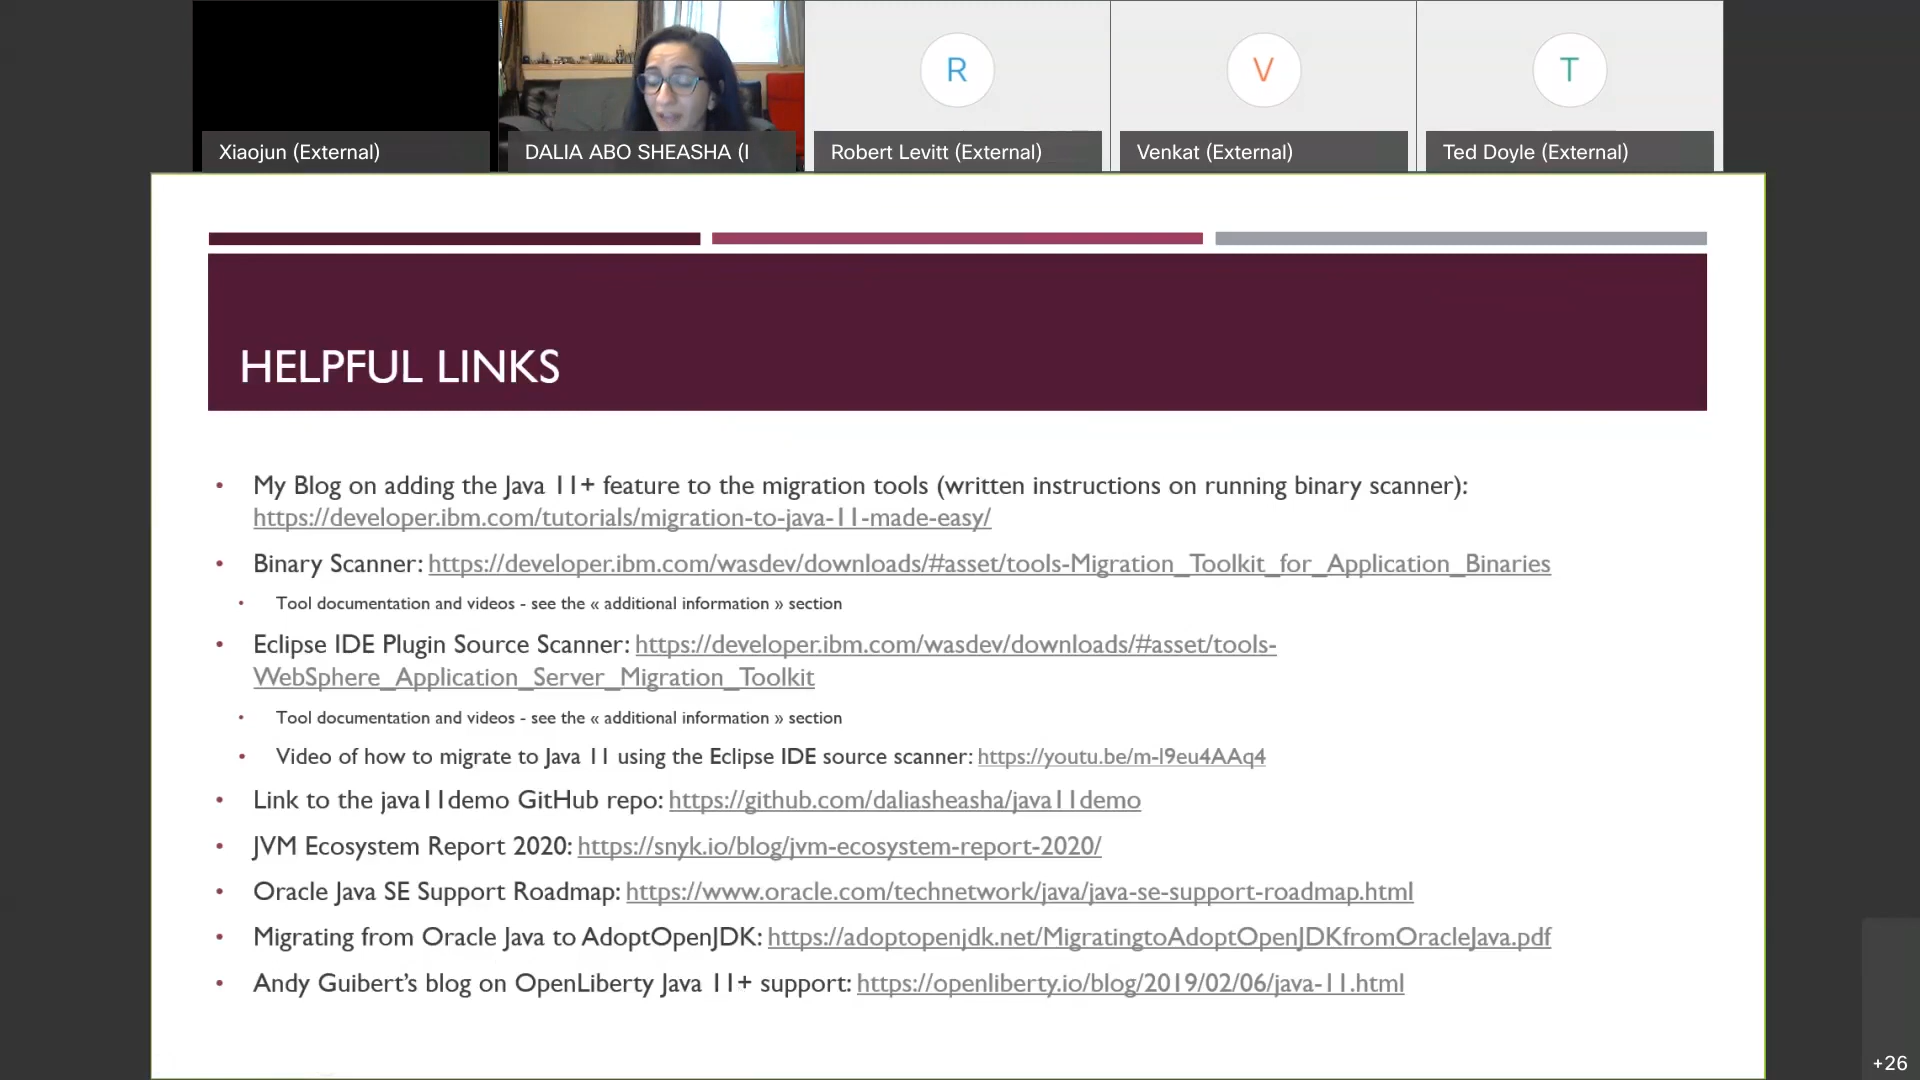 Xiaojun (External)
DALIA ABO SHEASHA (I
R
Robert Levitt (External)
V
Venkat (External)
T
Ted Doyle (External)
HELPFUL LINKS
• My Blog on adding the Java 11+ feature to the migration tools (written instructions on running binary scanner):
https://developer.ibm.com/tutorials/migration-to-java-11-made-easy/
• Binary Scanner: https://developer.ibm.com/wasdev/downloads/#asset/tools-Migration_Toolkit_for_Application_Binaries
• Tool documentation and videos - see the « additional information » section
• Eclipse IDE Plugin Source Scanner: https://developer.ibm.com/wasdev/downloads/#asset/tools-
WebSphere_Application_Server_Migration_Toolkit
• Tool documentation and videos - see the « additional information » section
• Video of how to migrate to Java 11 using the Eclipse IDE source scanner: https://youtu.be/m-l9eu4AAq4
• Link to the java11demo GitHub repo: https://github.com/daliasheasha/java11demo
• JVM Ecosystem Report 2020: https://snyk.io/blog/jvm-ecosystem-report-2020/
• Oracle Java SE Support Roadmap: https://www.oracle.com/technetwork/java/java-se-support-roadmap.html
• Migrating from Oracle Java to AdoptOpenJDK: https://adoptopenjdk.net/MigratingtoAdoptOpenJDKfromOracleJava.pdf
• Andy Guibert’s blog on OpenLiberty Java 11+ support: https://openliberty.io/blog/2019/02/06/java-11.html
+26